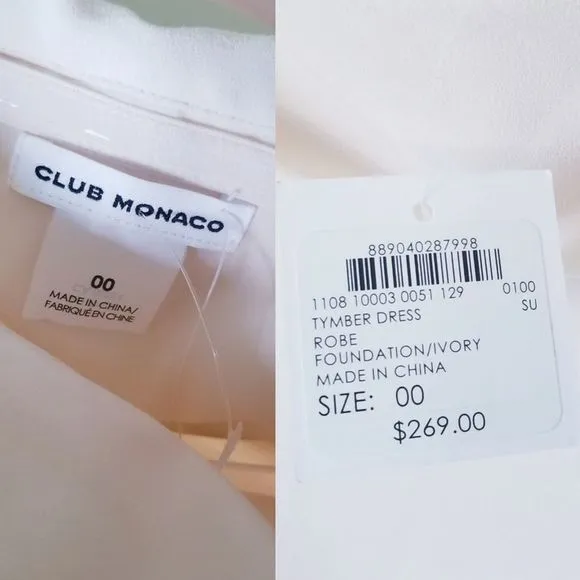 CLUB MONACO
00
MADE IN CHINA/
FABRIQUÉ EN CHINE
889040287998
1108 10003 0051 129 0100
TYMBER DRESS SU
ROBE
FOUNDATION/IVORY
MADE IN CHINA
SIZE: 00
$269.00